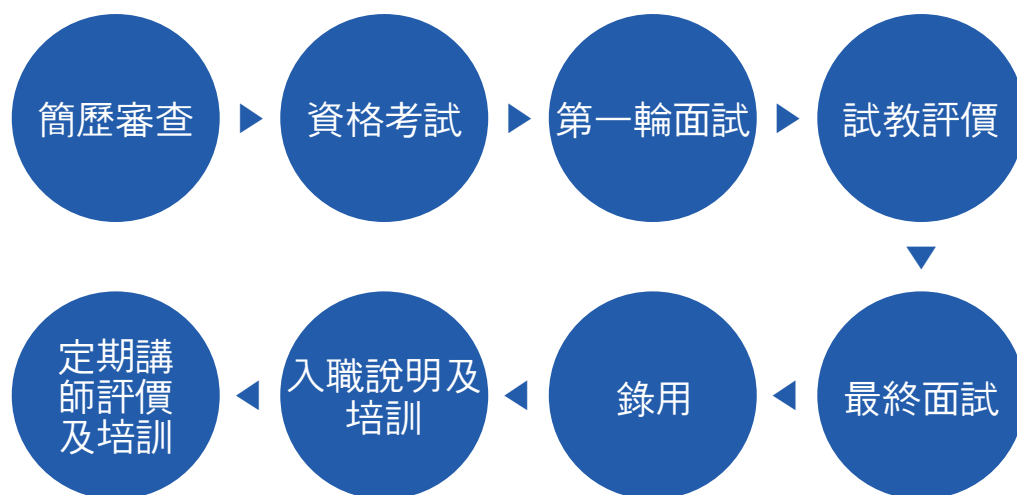 簡歷審查
資格考試
第一輪面試
試教評價
最終面試
錄用
入職說明及
培訓
定期講
師評價
及培訓